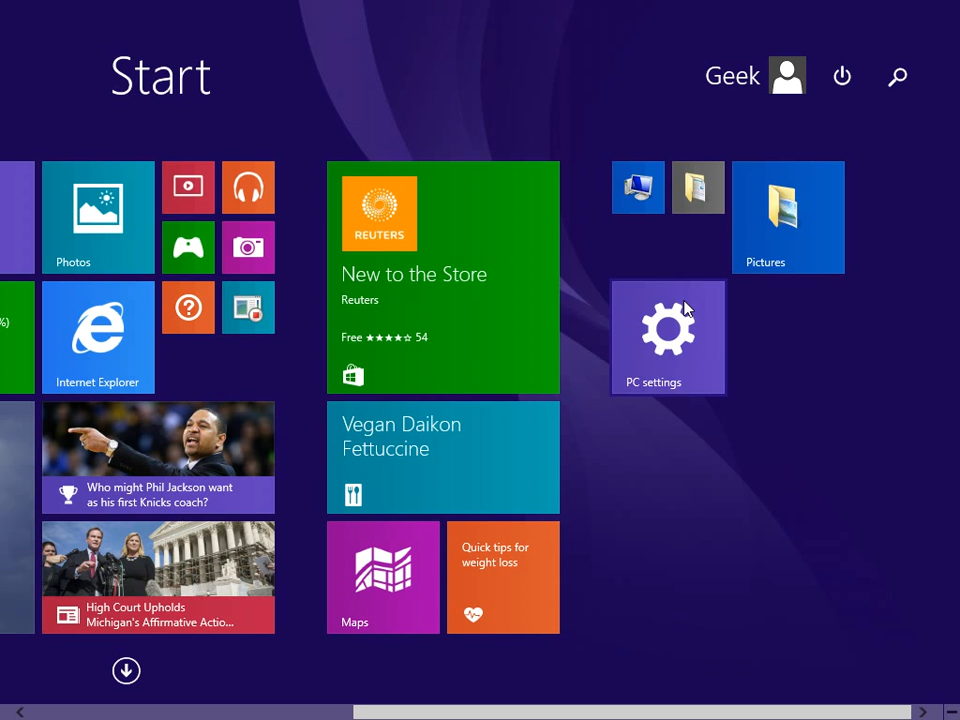 Start
Geek
%)
Photos
Internet Explorer
Who might Phil Jackson want
as his first Knicks coach?
High Court Upholds
Michigan's Affirmative Actio...
REUTERS
New to the Store
Reuters
Free ★★★★☆ 54
Vegan Daikon
Fettuccine
Maps
Quick tips for
weight loss
Pictures
PC settings